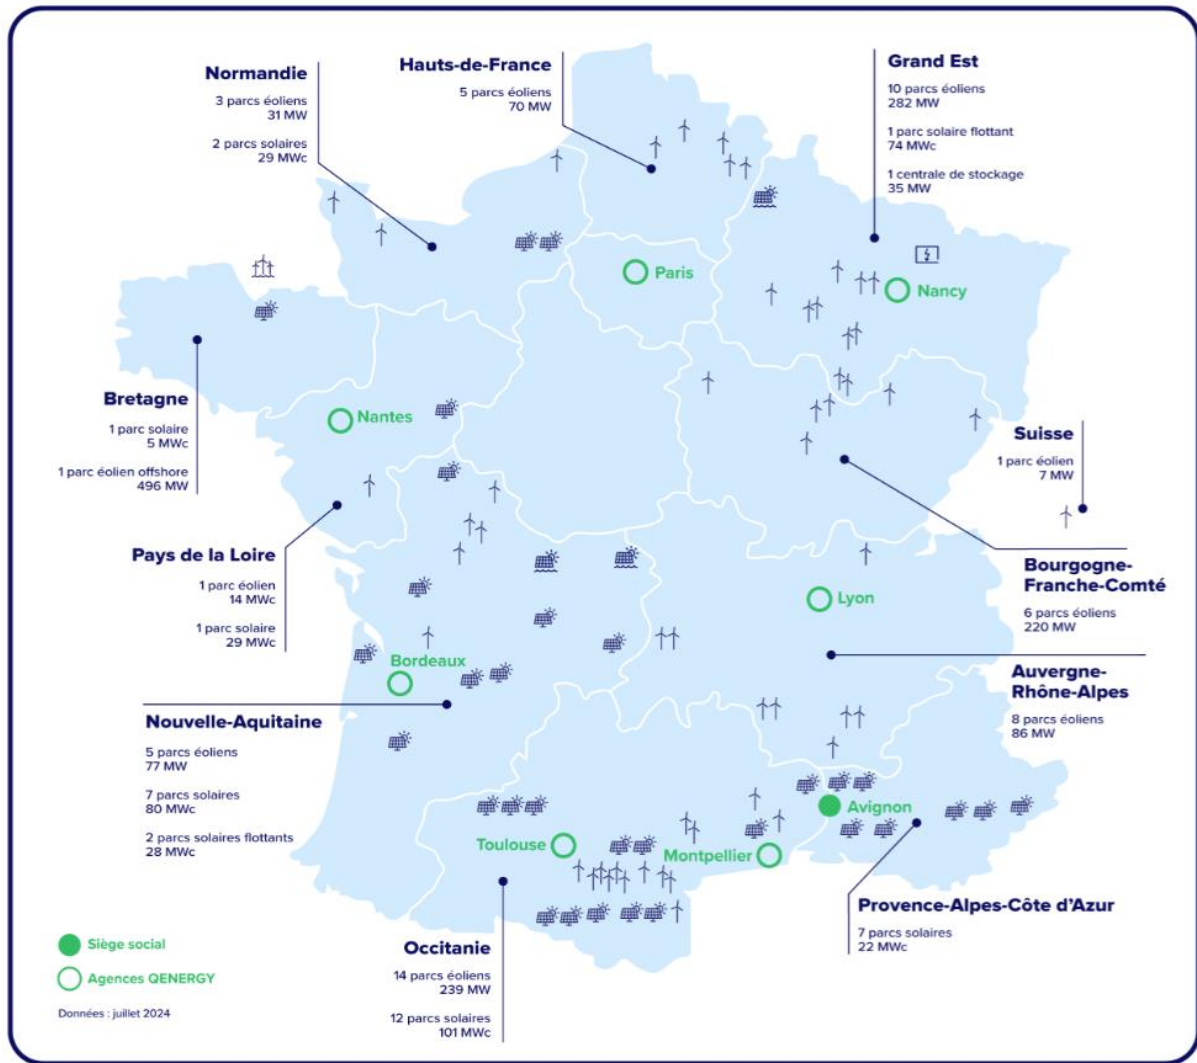 Normandie
3 parcs éoliens
31 MW
2 parcs solaires
29 MWc
Hauts-de-France
5 parcs éoliens
70 MW
Grand Est
10 parcs éoliens
282 MW
1 parc solaire flottant
74 MWc
1 centrale de stockage
35 MW
Paris
Nancy
Bretagne
1 parc solaire
5 MWc
1 parc éolien offshore
496 MW
Nantes
Suisse
1 parc éolien
7 MW
Pays de la Loire
1 parc éolien
14 MWc
1 parc solaire
29 MWc
Bourgogne-
Franche-Comté
6 parcs éoliens
220 MW
Lyon
Bordeaux
Auvergne-
Rhône-Alpes
8 parcs éoliens
86 MW
Nouvelle-Aquitaine
5 parcs éoliens
77 MW
7 parcs solaires
80 MWc
2 parcs solaires flottants
28 MWc
Avignon
Toulouse
Montpellier
Provence-Alpes-Côte d'Azur
7 parcs solaires
22 MWc
Occitanie
14 parcs éoliens
239 MW
12 parcs solaires
101 MWc
Siège social
Agences QENERGY
Données : juillet 2024